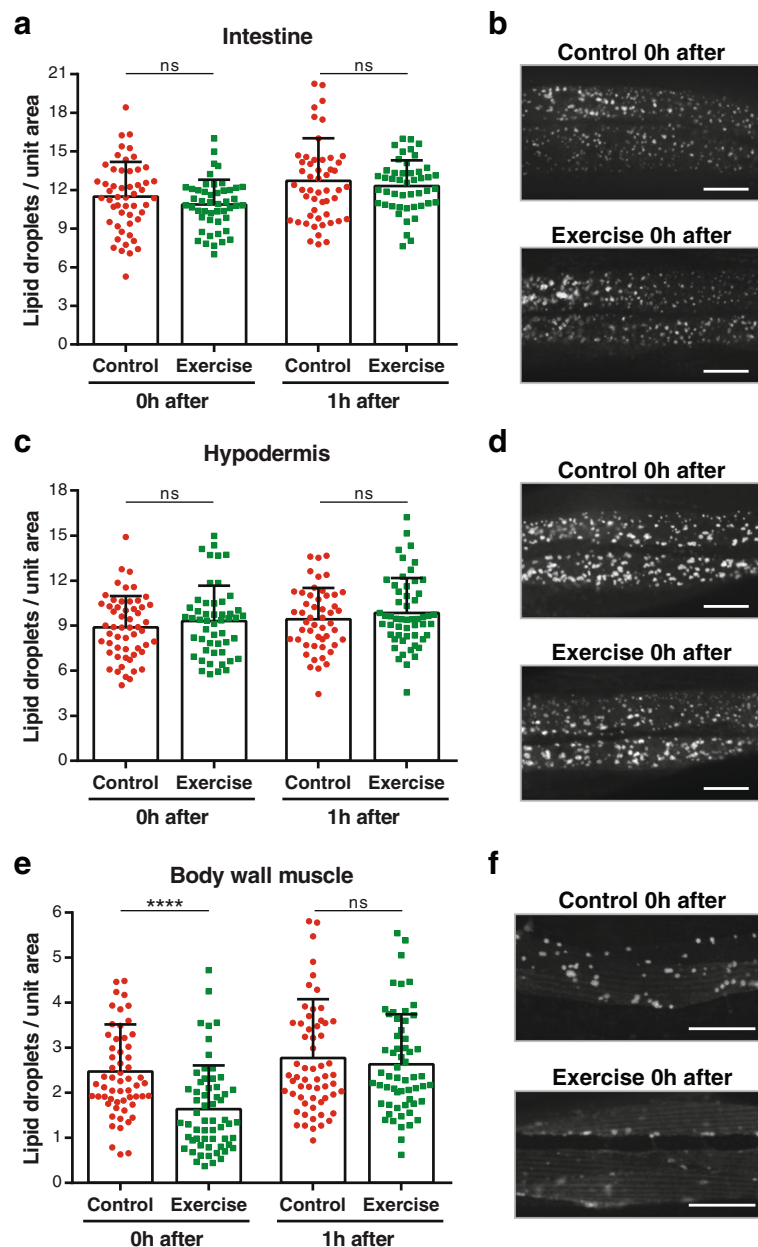 a
Intestine
ns
ns
21
18
15
12
9
6
3
0
Lipid droplets / unit area
Control
Exercise
Control
Exercise
0h after
1h after
b
Control 0h after
Exercise 0h after
c
Hypodermis
ns
ns
18
15
12
9
6
3
0
Lipid droplets / unit area
Control
Exercise
Control
Exercise
0h after
1h after
d
Control 0h after
Exercise 0h after
e
Body wall muscle
****
ns
6
5
4
3
2
1
0
Lipid droplets / unit area
Control
Exercise
Control
Exercise
0h after
1h after
f
Control 0h after
Exercise 0h after